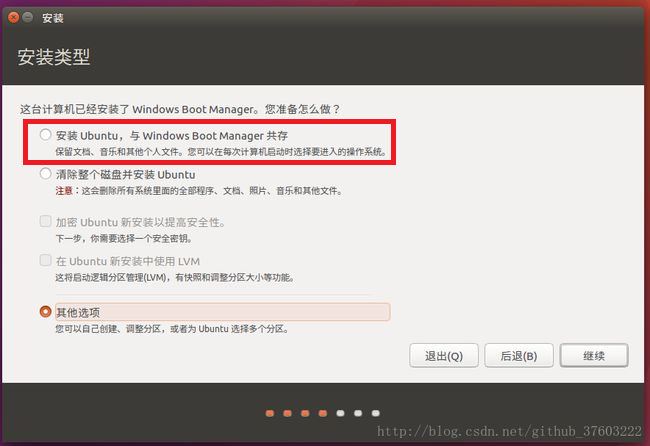 安装
安装类型
这台计算机已经安装了 Windows Boot Manager。您准备怎么做？
安装 Ubuntu，与 Windows Boot Manager 共存
保留文档、音乐和其他个人文件。您可以在每次计算机启动时选择要进入的操作系统。
清除整个磁盘并安装 Ubuntu
注意：这会删除所有系统里面的全部程序、文档、照片、音乐和其他文件。
加密 Ubuntu 新安装以提高安全性。
下一步，你需要选择一个安全密钥。
在 Ubuntu 新安装中使用 LVM
这将启动逻辑分区管理(LVM)，有快照和调整分区大小等功能。
其他选项
您可以自己创建、调整分区，或者为 Ubuntu 选择多个分区。
退出(Q)
后退(B)
继续
http://blog.csdn.net/github_37603222